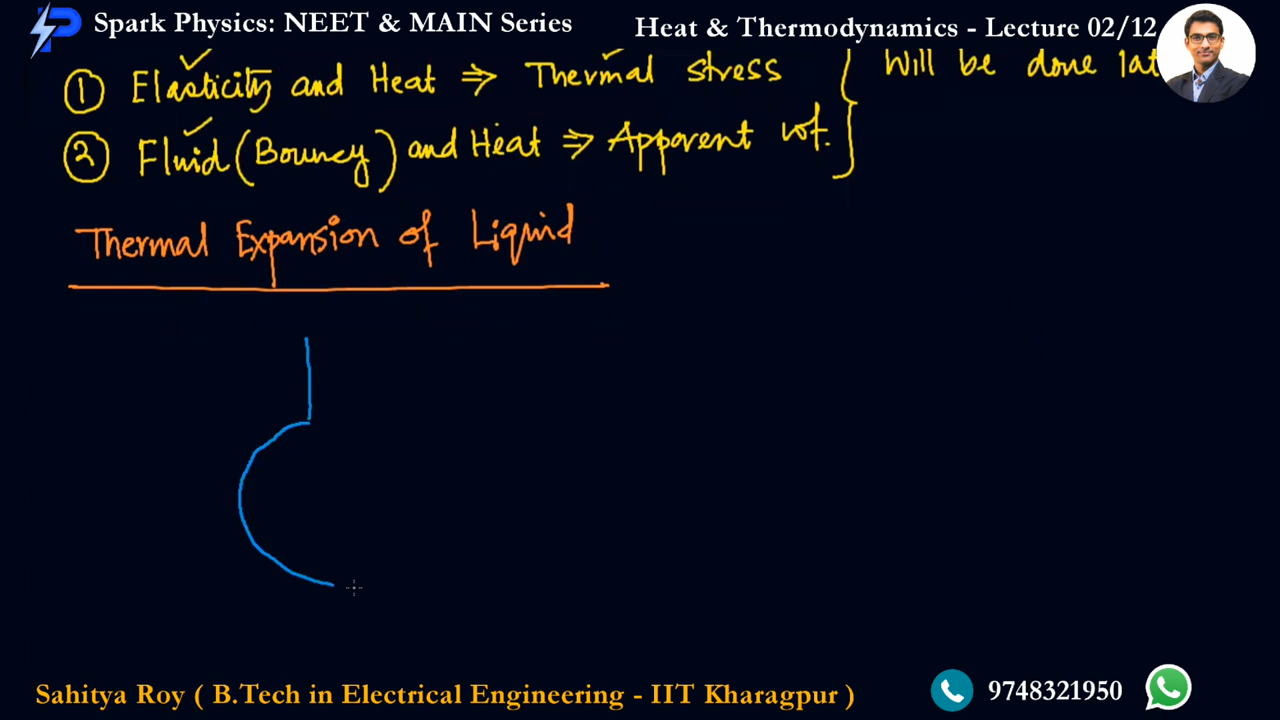 Spark Physics: NEET & MAIN Series
Heat & Thermodynamics - Lecture 02/12
① Elasticity and Heat ⇒ Thermal stress
Will be done lat
② Fluid (Bouncy) and Heat ⇒ Apparent wt.
Thermal Expansion of Liquid
Sahitya Roy ( B.Tech in Electrical Engineering - IIT Kharagpur )
9748321950